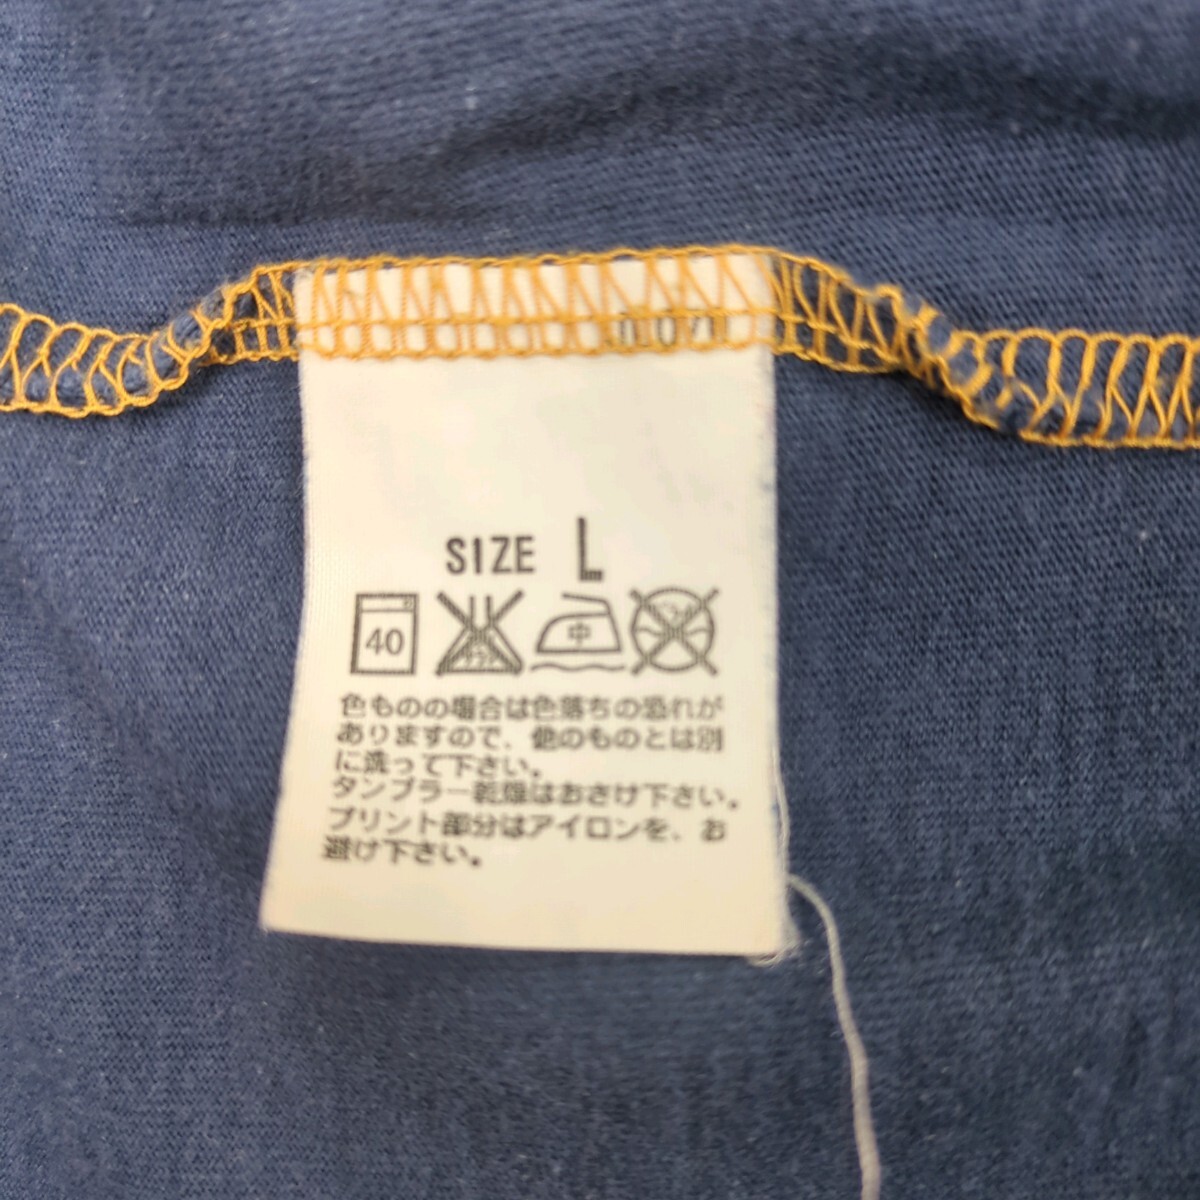 SIZE L
40 中
色ものの場合は色落ちの恐れが
ありますので、他のものとは別
に洗って下さい。
タンブラー乾燥はおさけ下さい。
プリント部分はアイロンを、お
避け下さい。